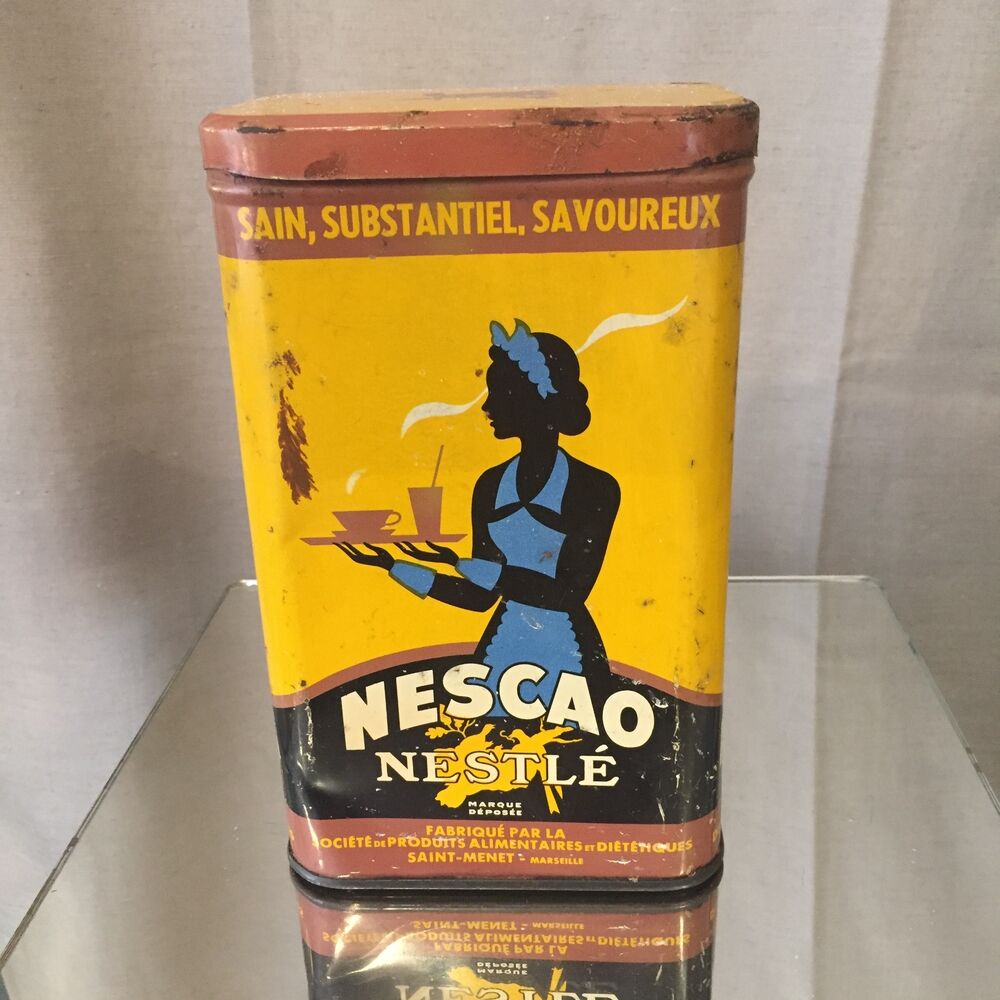 SAIN, SUBSTANTIEL, SAVOUREUX
NESCAO
NESTLÉ
MARQUE
DÉPOSÉE
FABRIQUÉ PAR LA
SOCIÉTÉ DE PRODUITS ALIMENTAIRES ET DIÉTÉTIQUES
SAINT-MENET - MARSEILLE